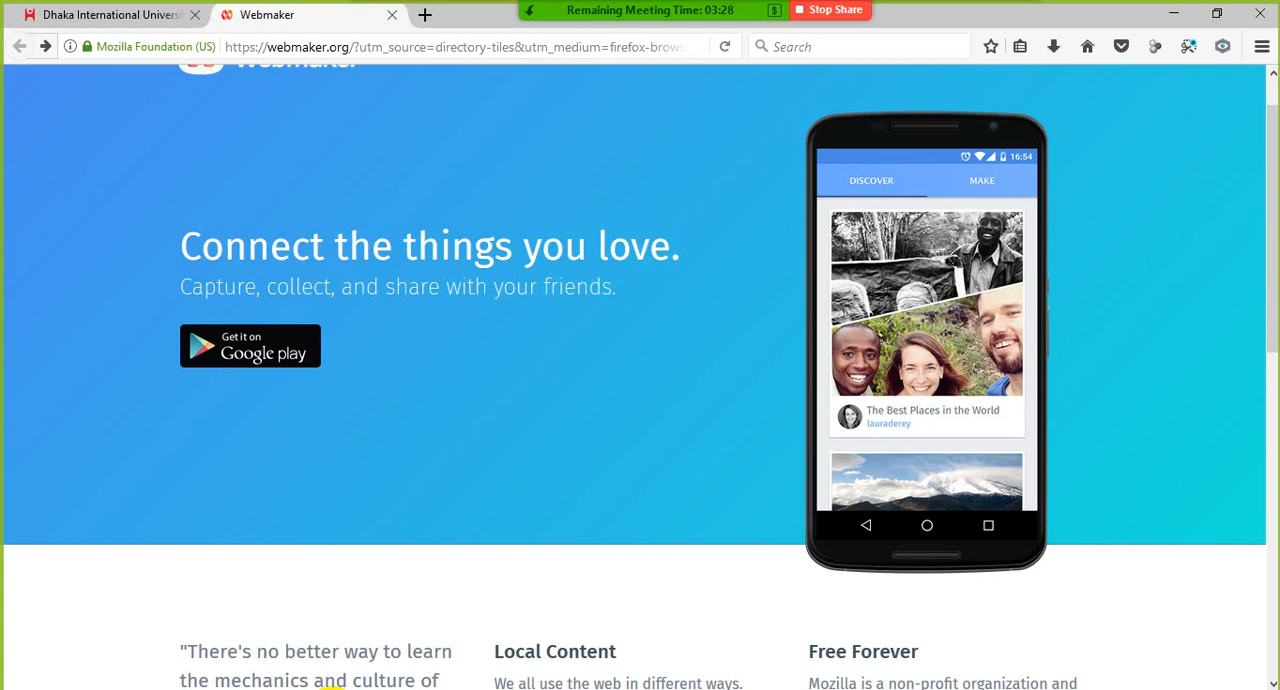 Dhaka International Universi
Webmaker
Remaining Meeting Time: 03:28
$
Stop Share
Mozilla Foundation (US)
https://webmaker.org/?utm_source=directory-tiles&utm_medium=firefox-brows
Search
Webmaker
16:54
DISCOVER
MAKE
Connect the things you love.
Capture, collect, and share with your friends.
Get it on
Google play
The Best Places in the World
lauraderey
"There's no better way to learn
the mechanics and culture of
Local Content
We all use the web in different ways.
Free Forever
Mozilla is a non-profit organization and